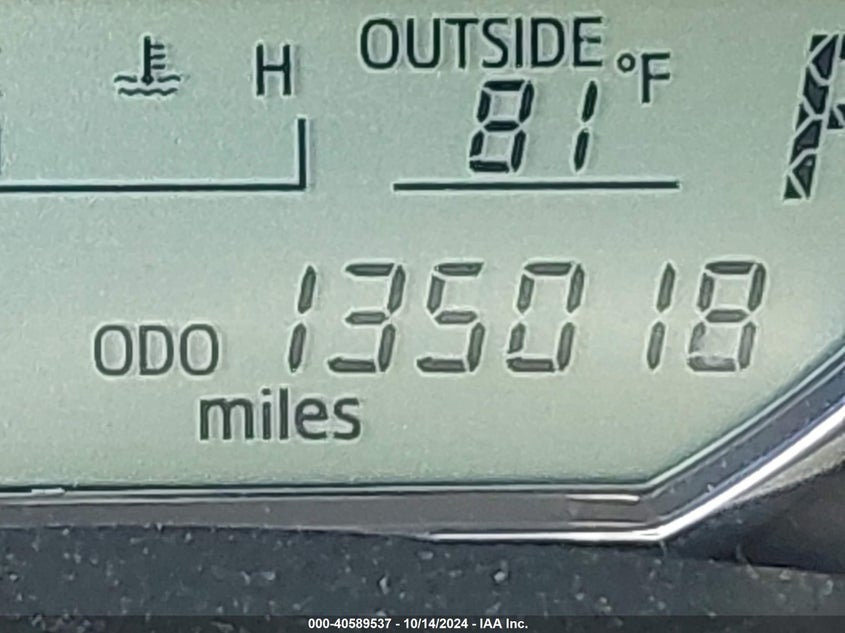 H
OUTSIDE
81 °F
ODO 135018
miles
000-40589537 - 10/14/2024 - IAA Inc.